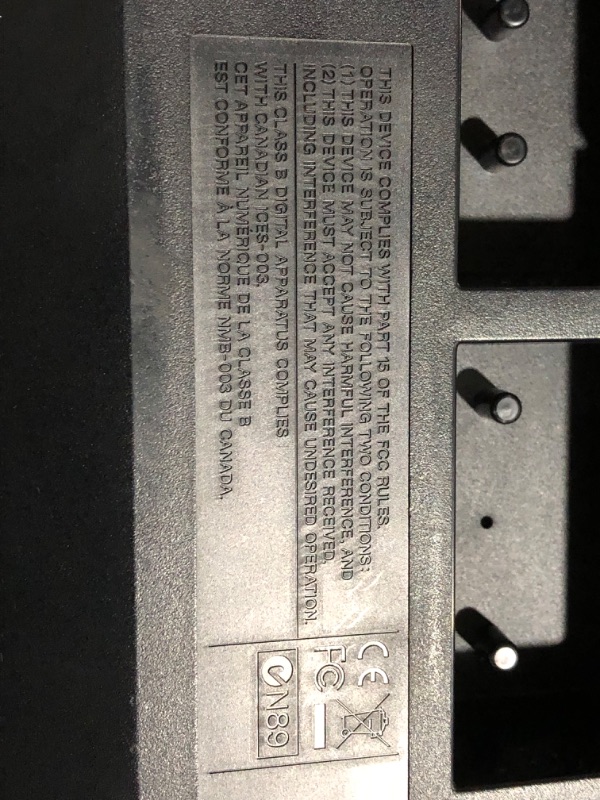 THIS DEVICE COMPLIES WITH PART 15 OF THE FCC RULES.
OPERATION IS SUBJECT TO THE FOLLOWING TWO CONDITIONS:
(1) THIS DEVICE MAY NOT CAUSE HARMFUL INTERFERENCE, AND
(2) THIS DEVICE MUST ACCEPT ANY INTERFERENCE RECEIVED,
INCLUDING INTERFERENCE THAT MAY CAUSE UNDESIRED OPERATION.
THIS CLASS B DIGITAL APPARATUS COMPLIES
WITH CANADIAN ICES-003.
CET APPAREIL NUMÉRIQUE DE LA CLASSE B
EST CONFORME À LA NORME NMB-003 DU CANADA.
CE
FC
N89